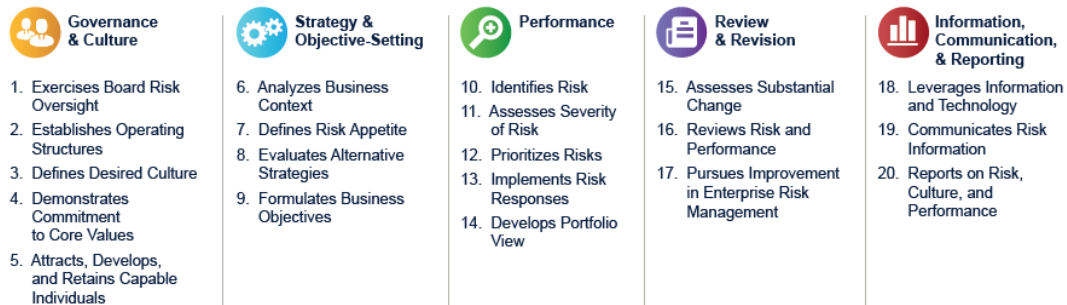 Governance
& Culture
1. Exercises Board Risk
Oversight
2. Establishes Operating
Structures
3. Defines Desired Culture
4. Demonstrates
Commitment
to Core Values
5. Attracts, Develops,
and Retains Capable
Individuals
Strategy &
Objective-Setting
6. Analyzes Business
Context
7. Defines Risk Appetite
8. Evaluates Alternative
Strategies
9. Formulates Business
Objectives
Performance
10. Identifies Risk
11. Assesses Severity
of Risk
12. Prioritizes Risks
13. Implements Risk
Responses
14. Develops Portfolio
View
Review
& Revision
15. Assesses Substantial
Change
16. Reviews Risk and
Performance
17. Pursues Improvement
in Enterprise Risk
Management
Information,
Communication,
& Reporting
18. Leverages Information
and Technology
19. Communicates Risk
Information
20. Reports on Risk,
Culture, and
Performance